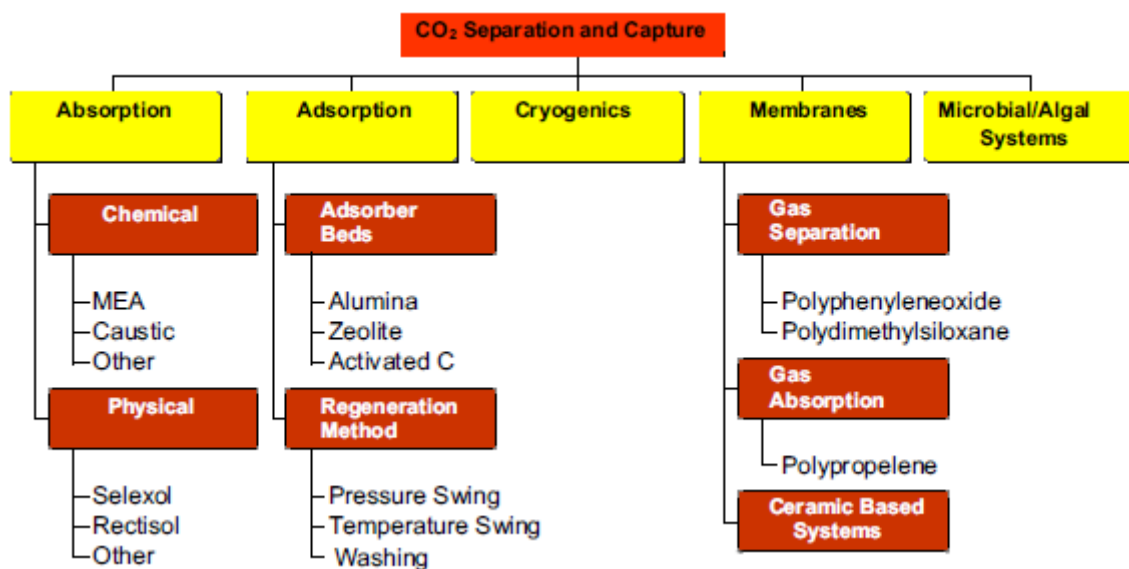 CO₂ Separation and Capture
Absorption
Adsorption
Cryogenics
Membranes
Microbial/Algal
Systems
Chemical
MEA
Caustic
Other
Physical
Selexol
Rectisol
Other
Adsorber
Beds
Alumina
Zeolite
Activated C
Regeneration
Method
Pressure Swing
Temperature Swing
Washing
Gas
Separation
Polyphenyleneoxide
Polydimethylsiloxane
Gas
Absorption
Polypropelene
Ceramic Based
Systems